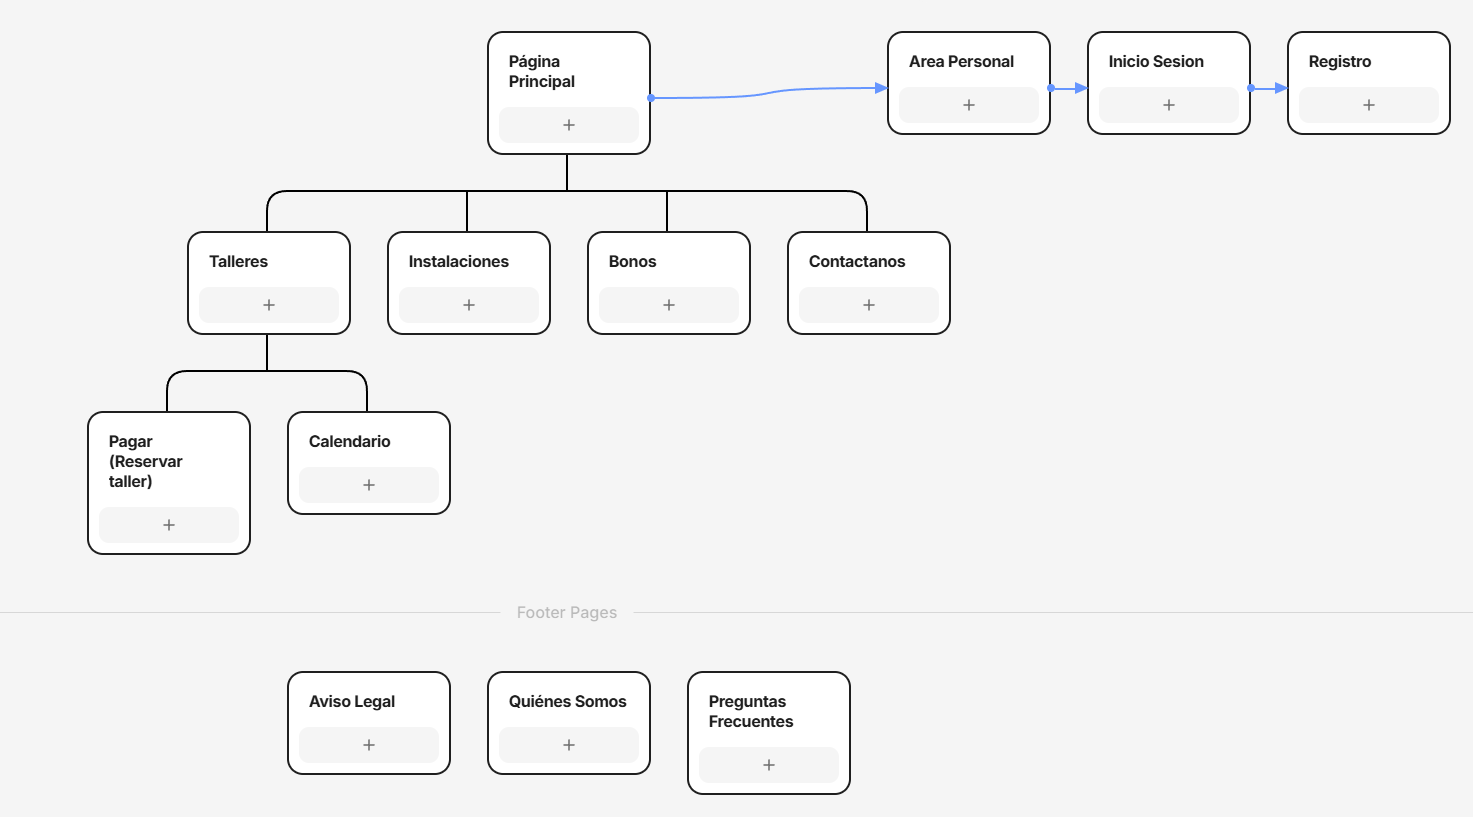 Página
Principal
Area Personal
Inicio Sesion
Registro
Talleres
Instalaciones
Bonos
Contactanos
Pagar
(Reservar
taller)
Calendario
Footer Pages
Aviso Legal
Quiénes Somos
Preguntas
Frecuentes